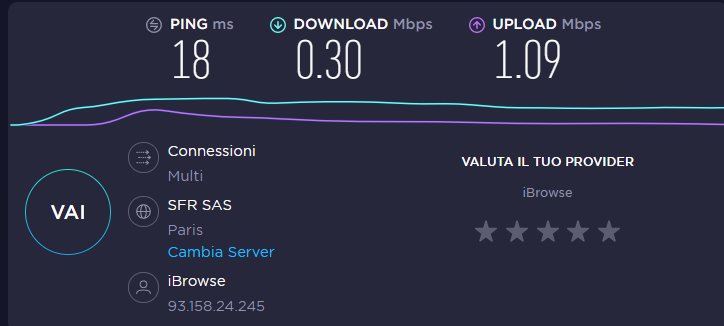 PING ms DOWNLOAD Mbps UPLOAD Mbps
18 0.30 1.09
VAI
Connessioni
Multi
SFR SAS
Paris
Cambia Server
iBrowse
93.158.24.245
VALUTA IL TUO PROVIDER
iBrowse